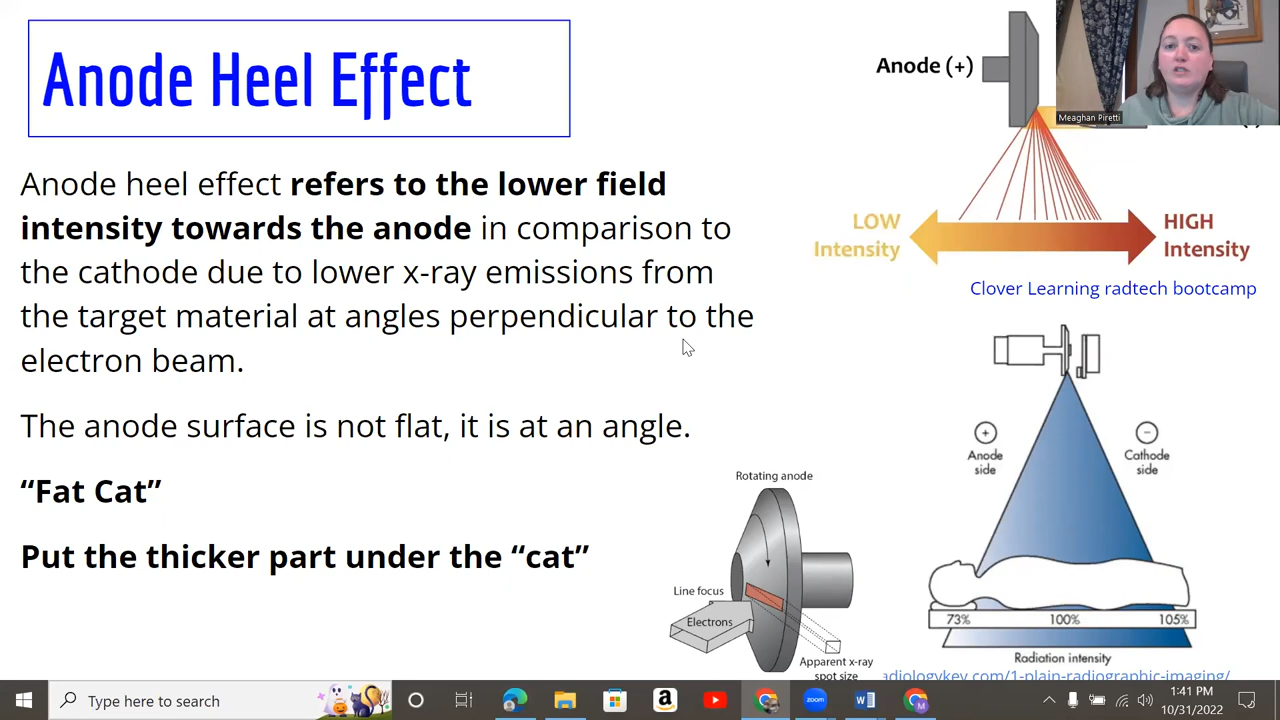 Anode Heel Effect
Anode heel effect refers to the lower field
intensity towards the anode in comparison to
the cathode due to lower x-ray emissions from
the target material at angles perpendicular to the
electron beam.
The anode surface is not flat, it is at an angle.
“Fat Cat”
Put the thicker part under the “cat”
Anode (+)
Meaghan Piretti
LOW
Intensity
HIGH
Intensity
Clover Learning radtech bootcamp
+
Anode
side
−
Cathode
side
73%
100%
105%
Radiation intensity
Rotating anode
Line focus
Electrons
Apparent x-ray
spot size
adiologykey.com/1-plain-radiographic-imaging/
Type here to search
zoom
1:41 PM
10/31/2022